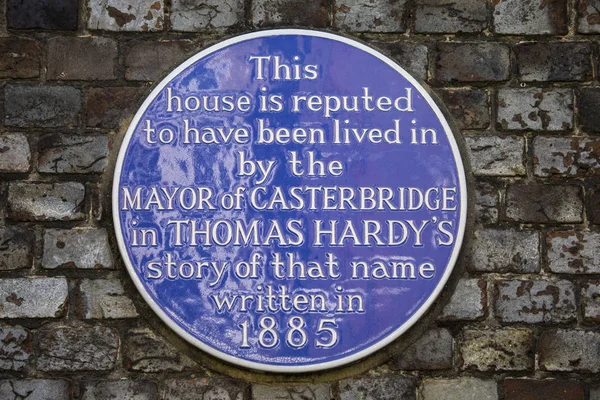 This
house is reputed
to have been lived in
by the
MAYOR of CASTERBRIDGE
in THOMAS HARDY'S
story of that name
written in
1885